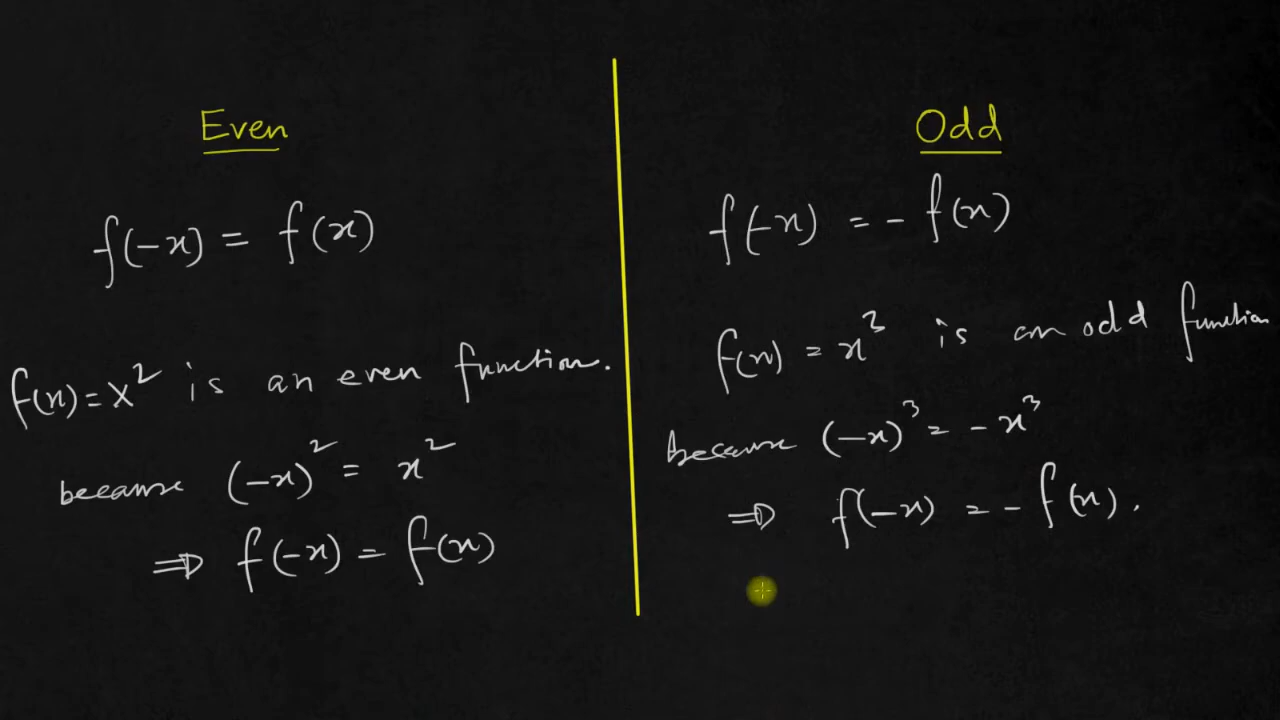 Even
f(-x) = f(x)
f(x) = x² is an even function.
because (-x)² = x²
⇒ f(-x) = f(x)
Odd
f(-x) = - f(x)
f(x) = x³ is an odd function
because (-x)³ = - x³
⇒ f(-x) = - f(x).